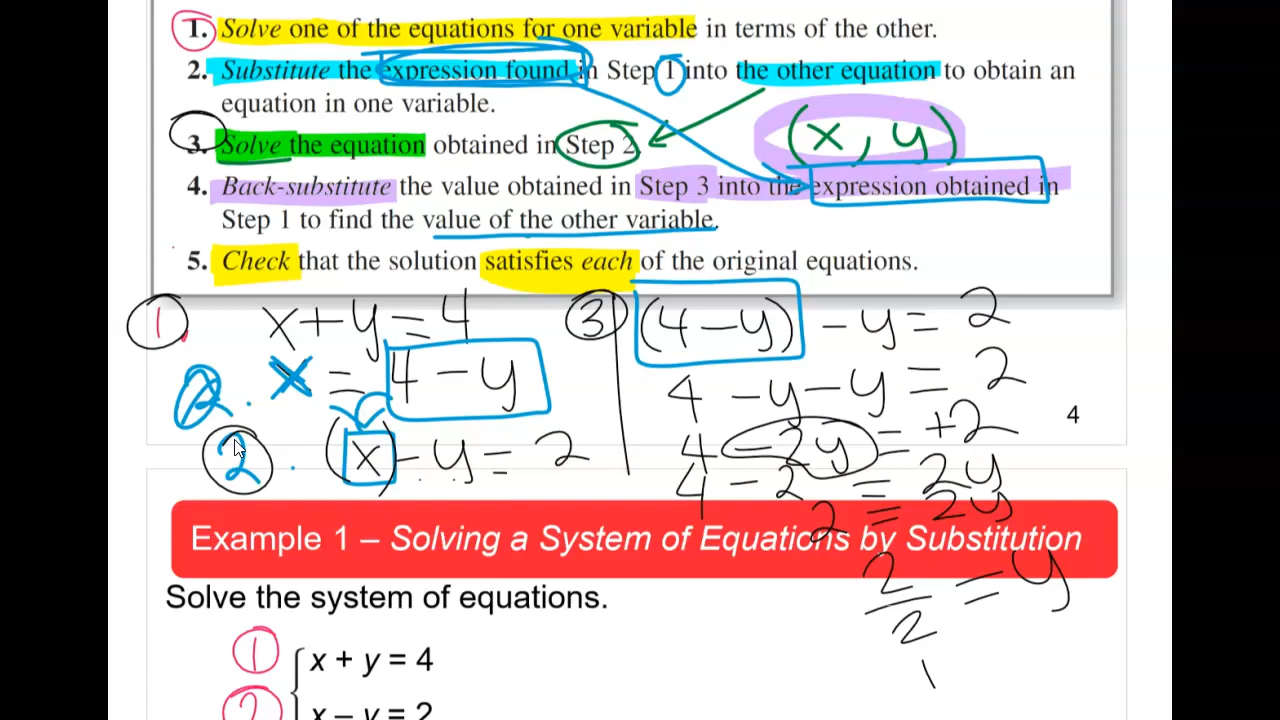 1. Solve one of the equations for one variable in terms of the other.
2. Substitute the expression found in Step 1 into the other equation to obtain an
equation in one variable.
3. Solve the equation obtained in Step 2.
(x, y)
4. Back-substitute the value obtained in Step 3 into the expression obtained in
Step 1 to find the value of the other variable.
5. Check that the solution satisfies each of the original equations.
1. x + y = 4
2. x = 4 - y
2. (x) - y = 2
3 (4 - y) - y = 2
4 - y - y = 2
4 - 2y = +2
4 - 2 = 2y
2 = 2y
2/2 = y
1
4
Example 1 – Solving a System of Equations by Substitution
Solve the system of equations.
1 x + y = 4
2 x – y = 2